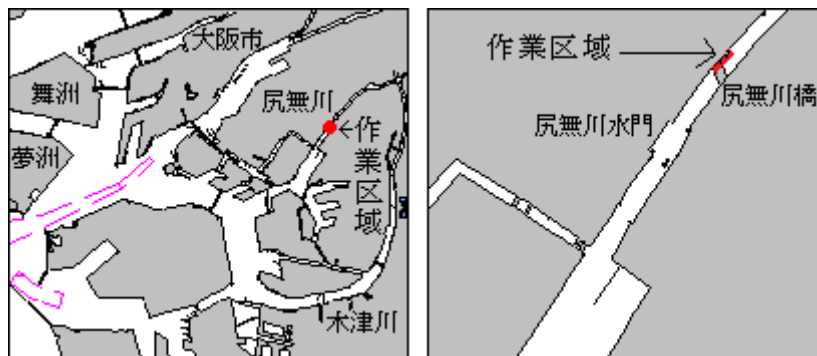 大阪市
舞洲
尻無川
夢洲
←作業区域
木津川
作業区域
尻無川橋
尻無川水門